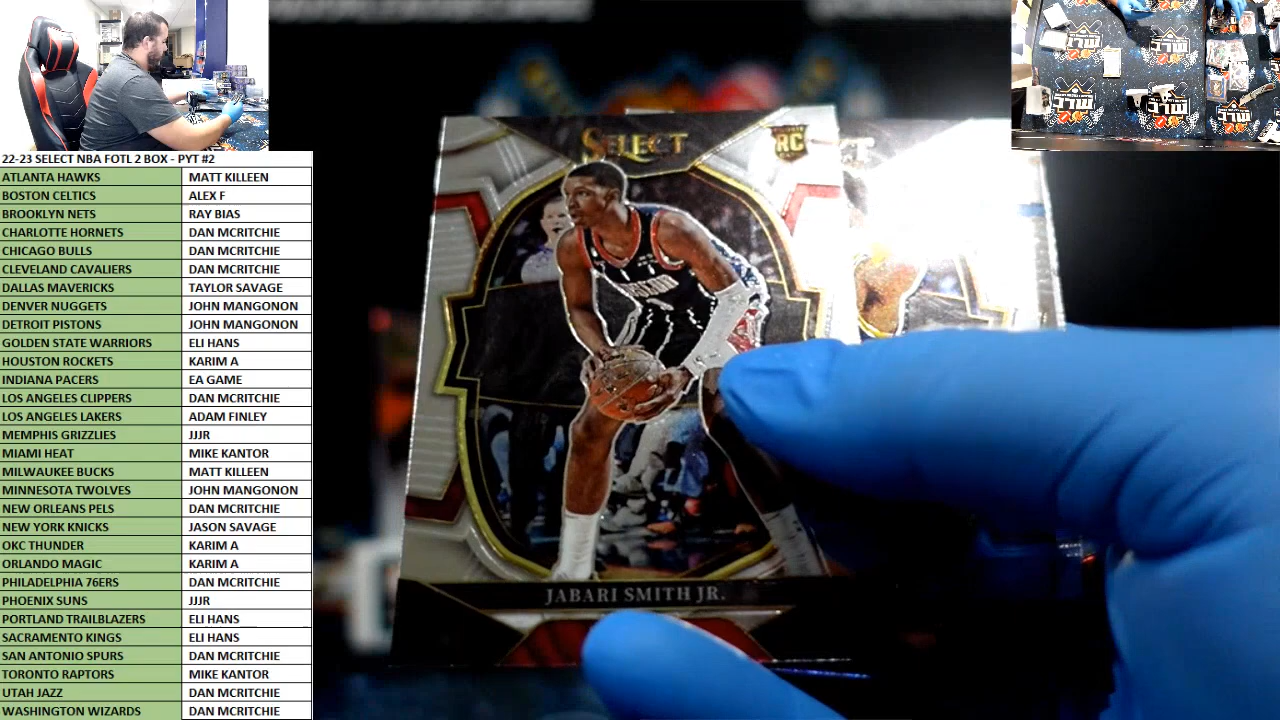 22-23 SELECT NBA FOTL 2 BOX - PYT #2
ATLANTA HAWKS MATT KILLEEN
BOSTON CELTICS ALEX F
BROOKLYN NETS RAY BIAS
CHARLOTTE HORNETS DAN MCRITCHIE
CHICAGO BULLS DAN MCRITCHIE
CLEVELAND CAVALIERS DAN MCRITCHIE
DALLAS MAVERICKS TAYLOR SAVAGE
DENVER NUGGETS JOHN MANGONON
DETROIT PISTONS JOHN MANGONON
GOLDEN STATE WARRIORS ELI HANS
HOUSTON ROCKETS KARIM A
INDIANA PACERS EA GAME
LOS ANGELES CLIPPERS DAN MCRITCHIE
LOS ANGELES LAKERS ADAM FINLEY
MEMPHIS GRIZZLIES JJJR
MIAMI HEAT MIKE KANTOR
MILWAUKEE BUCKS MATT KILLEEN
MINNESOTA TWOLVES JOHN MANGONON
NEW ORLEANS PELS DAN MCRITCHIE
NEW YORK KNICKS JASON SAVAGE
OKC THUNDER KARIM A
ORLANDO MAGIC KARIM A
PHILADELPHIA 76ERS DAN MCRITCHIE
PHOENIX SUNS JJJR
PORTLAND TRAILBLAZERS ELI HANS
SACRAMENTO KINGS ELI HANS
SAN ANTONIO SPURS DAN MCRITCHIE
TORONTO RAPTORS MIKE KANTOR
UTAH JAZZ DAN MCRITCHIE
WASHINGTON WIZARDS DAN MCRITCHIE
SELECT
RC
JABARI SMITH JR.